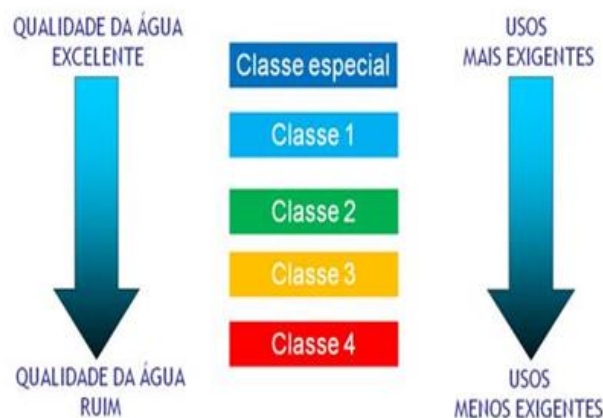 QUALIDADE DA ÁGUA
EXCELENTE
USOS
MAIS EXIGENTES
Classe especial
Classe 1
Classe 2
Classe 3
Classe 4
QUALIDADE DA ÁGUA
RUIM
USOS
MENOS EXIGENTES